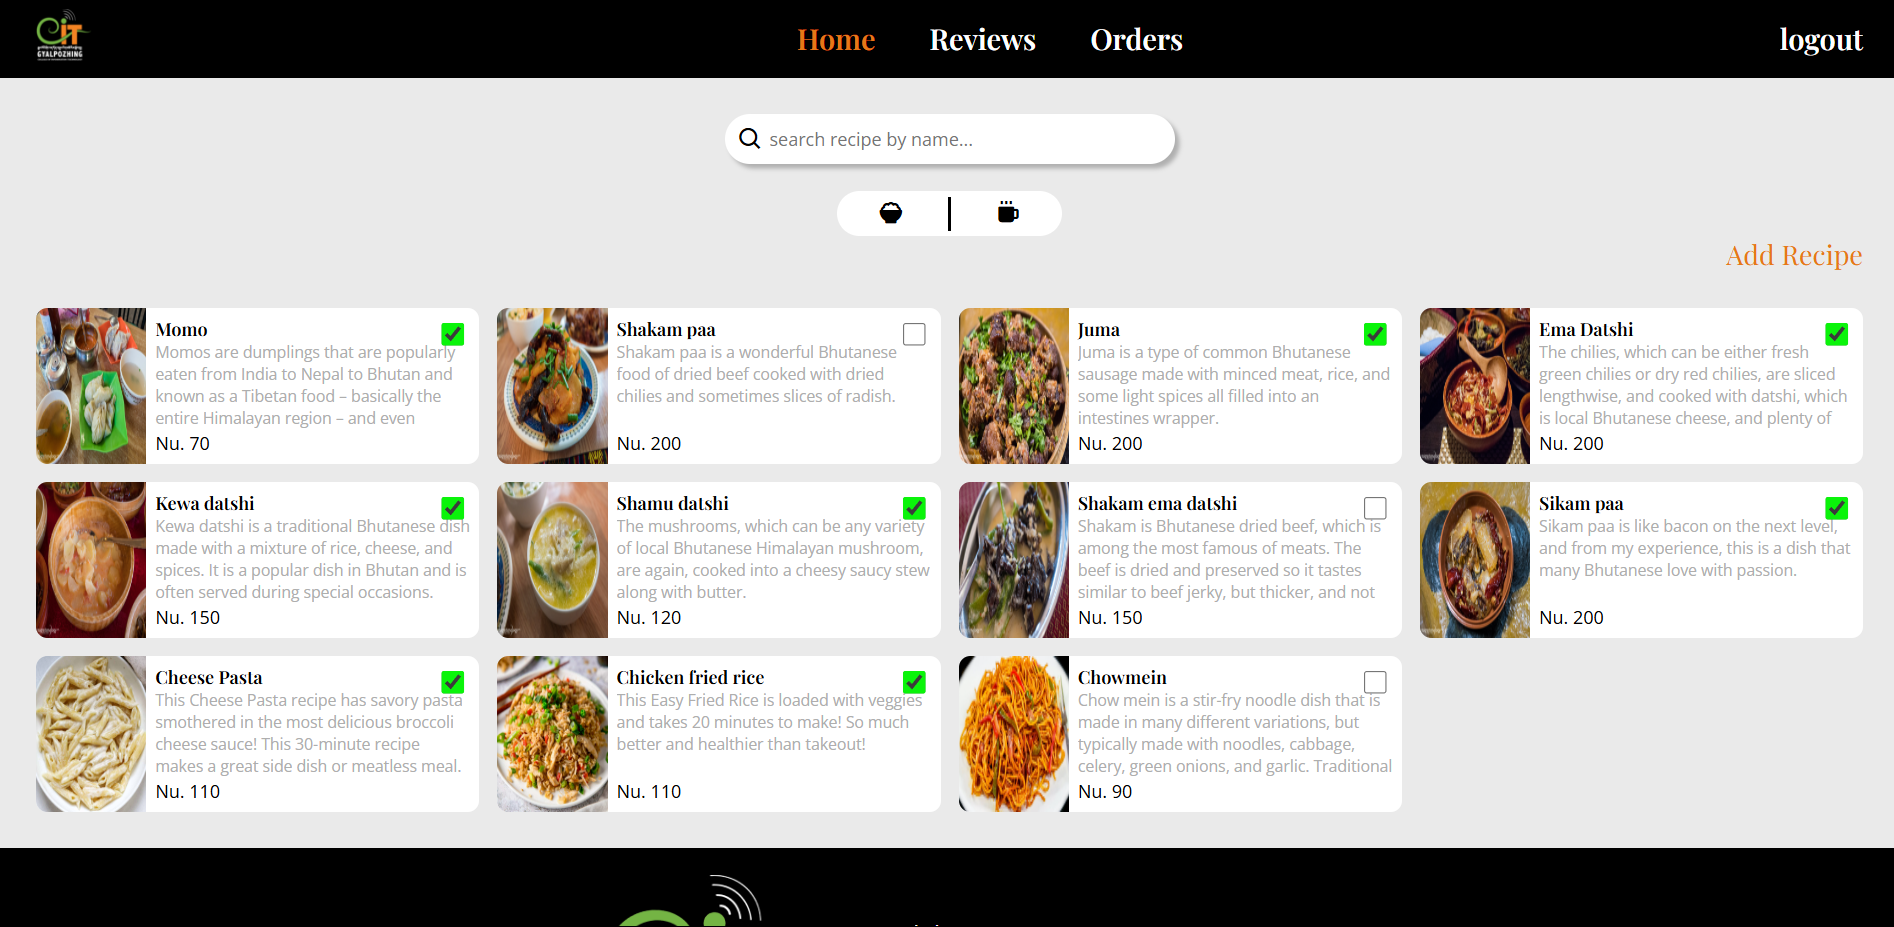 GiT
GYALPOZHING
Home
Reviews
Orders
logout
search recipe by name...
Add Recipe
Momo
Momos are dumplings that are popularly
eaten from India to Nepal to Bhutan and
known as a Tibetan food – basically the
entire Himalayan region – and even
Nu. 70
Shakam paa
Shakam paa is a wonderful Bhutanese
food of dried beef cooked with dried
chilies and sometimes slices of radish.
Nu. 200
Juma
Juma is a type of common Bhutanese
sausage made with minced meat, rice, and
some light spices all filled into an
intestines wrapper.
Nu. 200
Ema Datshi
The chilies, which can be either fresh
green chilies or dry red chilies, are sliced
lengthwise, and cooked with datshi, which
is local Bhutanese cheese, and plenty of
Nu. 200
Kewa datshi
Kewa datshi is a traditional Bhutanese dish
made with a mixture of rice, cheese, and
spices. It is a popular dish in Bhutan and is
often served during special occasions.
Nu. 150
Shamu datshi
The mushrooms, which can be any variety
of local Bhutanese Himalayan mushroom,
are again, cooked into a cheesy saucy stew
along with butter.
Nu. 120
Shakam ema datshi
Shakam is Bhutanese dried beef, which is
among the most famous of meats. The
beef is dried and preserved so it tastes
similar to beef jerky, but thicker, and not
Nu. 150
Sikam paa
Sikam paa is like bacon on the next level,
and from my experience, this is a dish that
many Bhutanese love with passion.
Nu. 200
Cheese Pasta
This Cheese Pasta recipe has savory pasta
smothered in the most delicious broccoli
cheese sauce! This 30-minute recipe
makes a great side dish or meatless meal.
Nu. 110
Chicken fried rice
This Easy Fried Rice is loaded with veggies
and takes 20 minutes to make! So much
better and healthier than takeout!
Nu. 110
Chowmein
Chow mein is a stir-fry noodle dish that is
made in many different variations, but
typically made with noodles, cabbage,
celery, green onions, and garlic. Traditional
Nu. 90